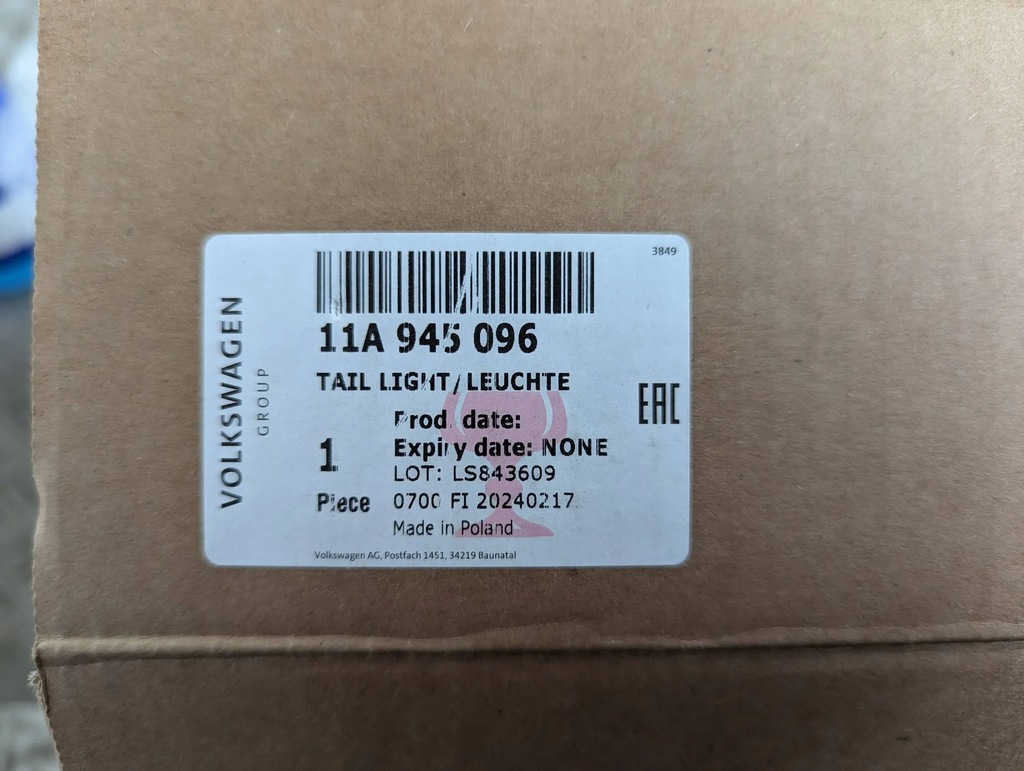 3849
11A 945 096
TAIL LIGHT/LEUCHTE
VOLKSWAGEN
GROUP
EAC
Prod. date:
Expiry date: NONE
1
LOT: LS843609
Piece
0700 FI 20240217
Made in Poland
Volkswagen AG, Postfach 1451, 34219 Baunatal